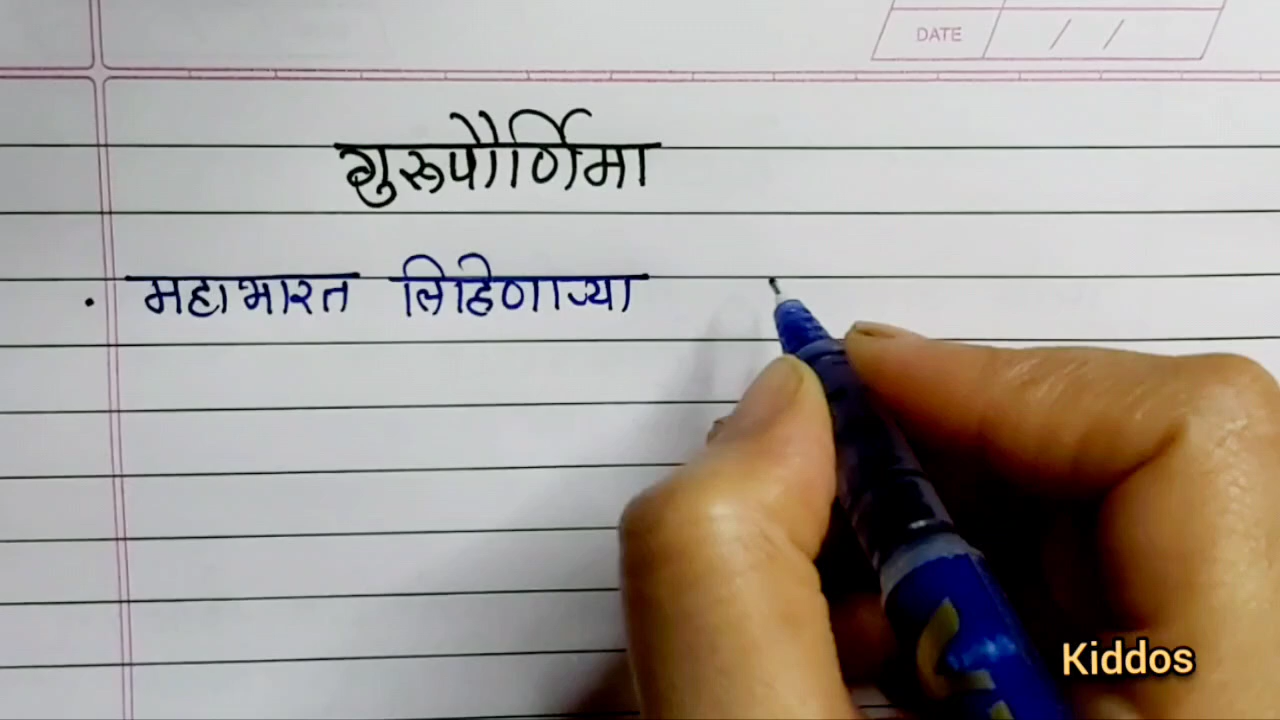 DATE / /
गुरूपौर्णिमा
• महाभारत लिहिणाऱ्या
Kiddos